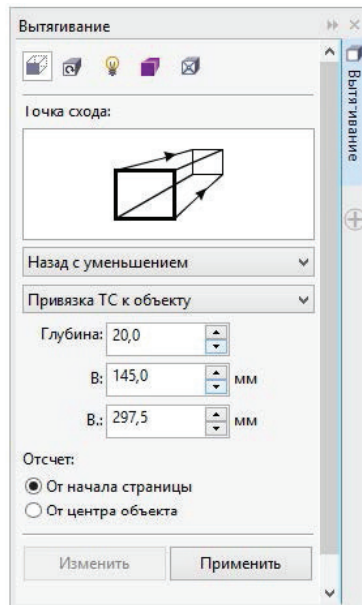 Вытягивание
Вытягивание
Точка схода:
Назад с уменьшением
Привязка ТС к объекту
Глубина: 20,0
В: 145,0 мм
В.: 297,5 мм
Отсчет:
От начала страницы
От центра объекта
Изменить Применить